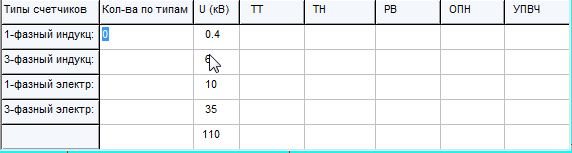 Типы счетчиков Кол-ва по типам U (кВ) ТТ ТН РВ ОПН УПВЧ
1-фазный индукц: 0 0.4
3-фазный индукц: 6
1-фазный электр: 10
3-фазный электр: 35
110